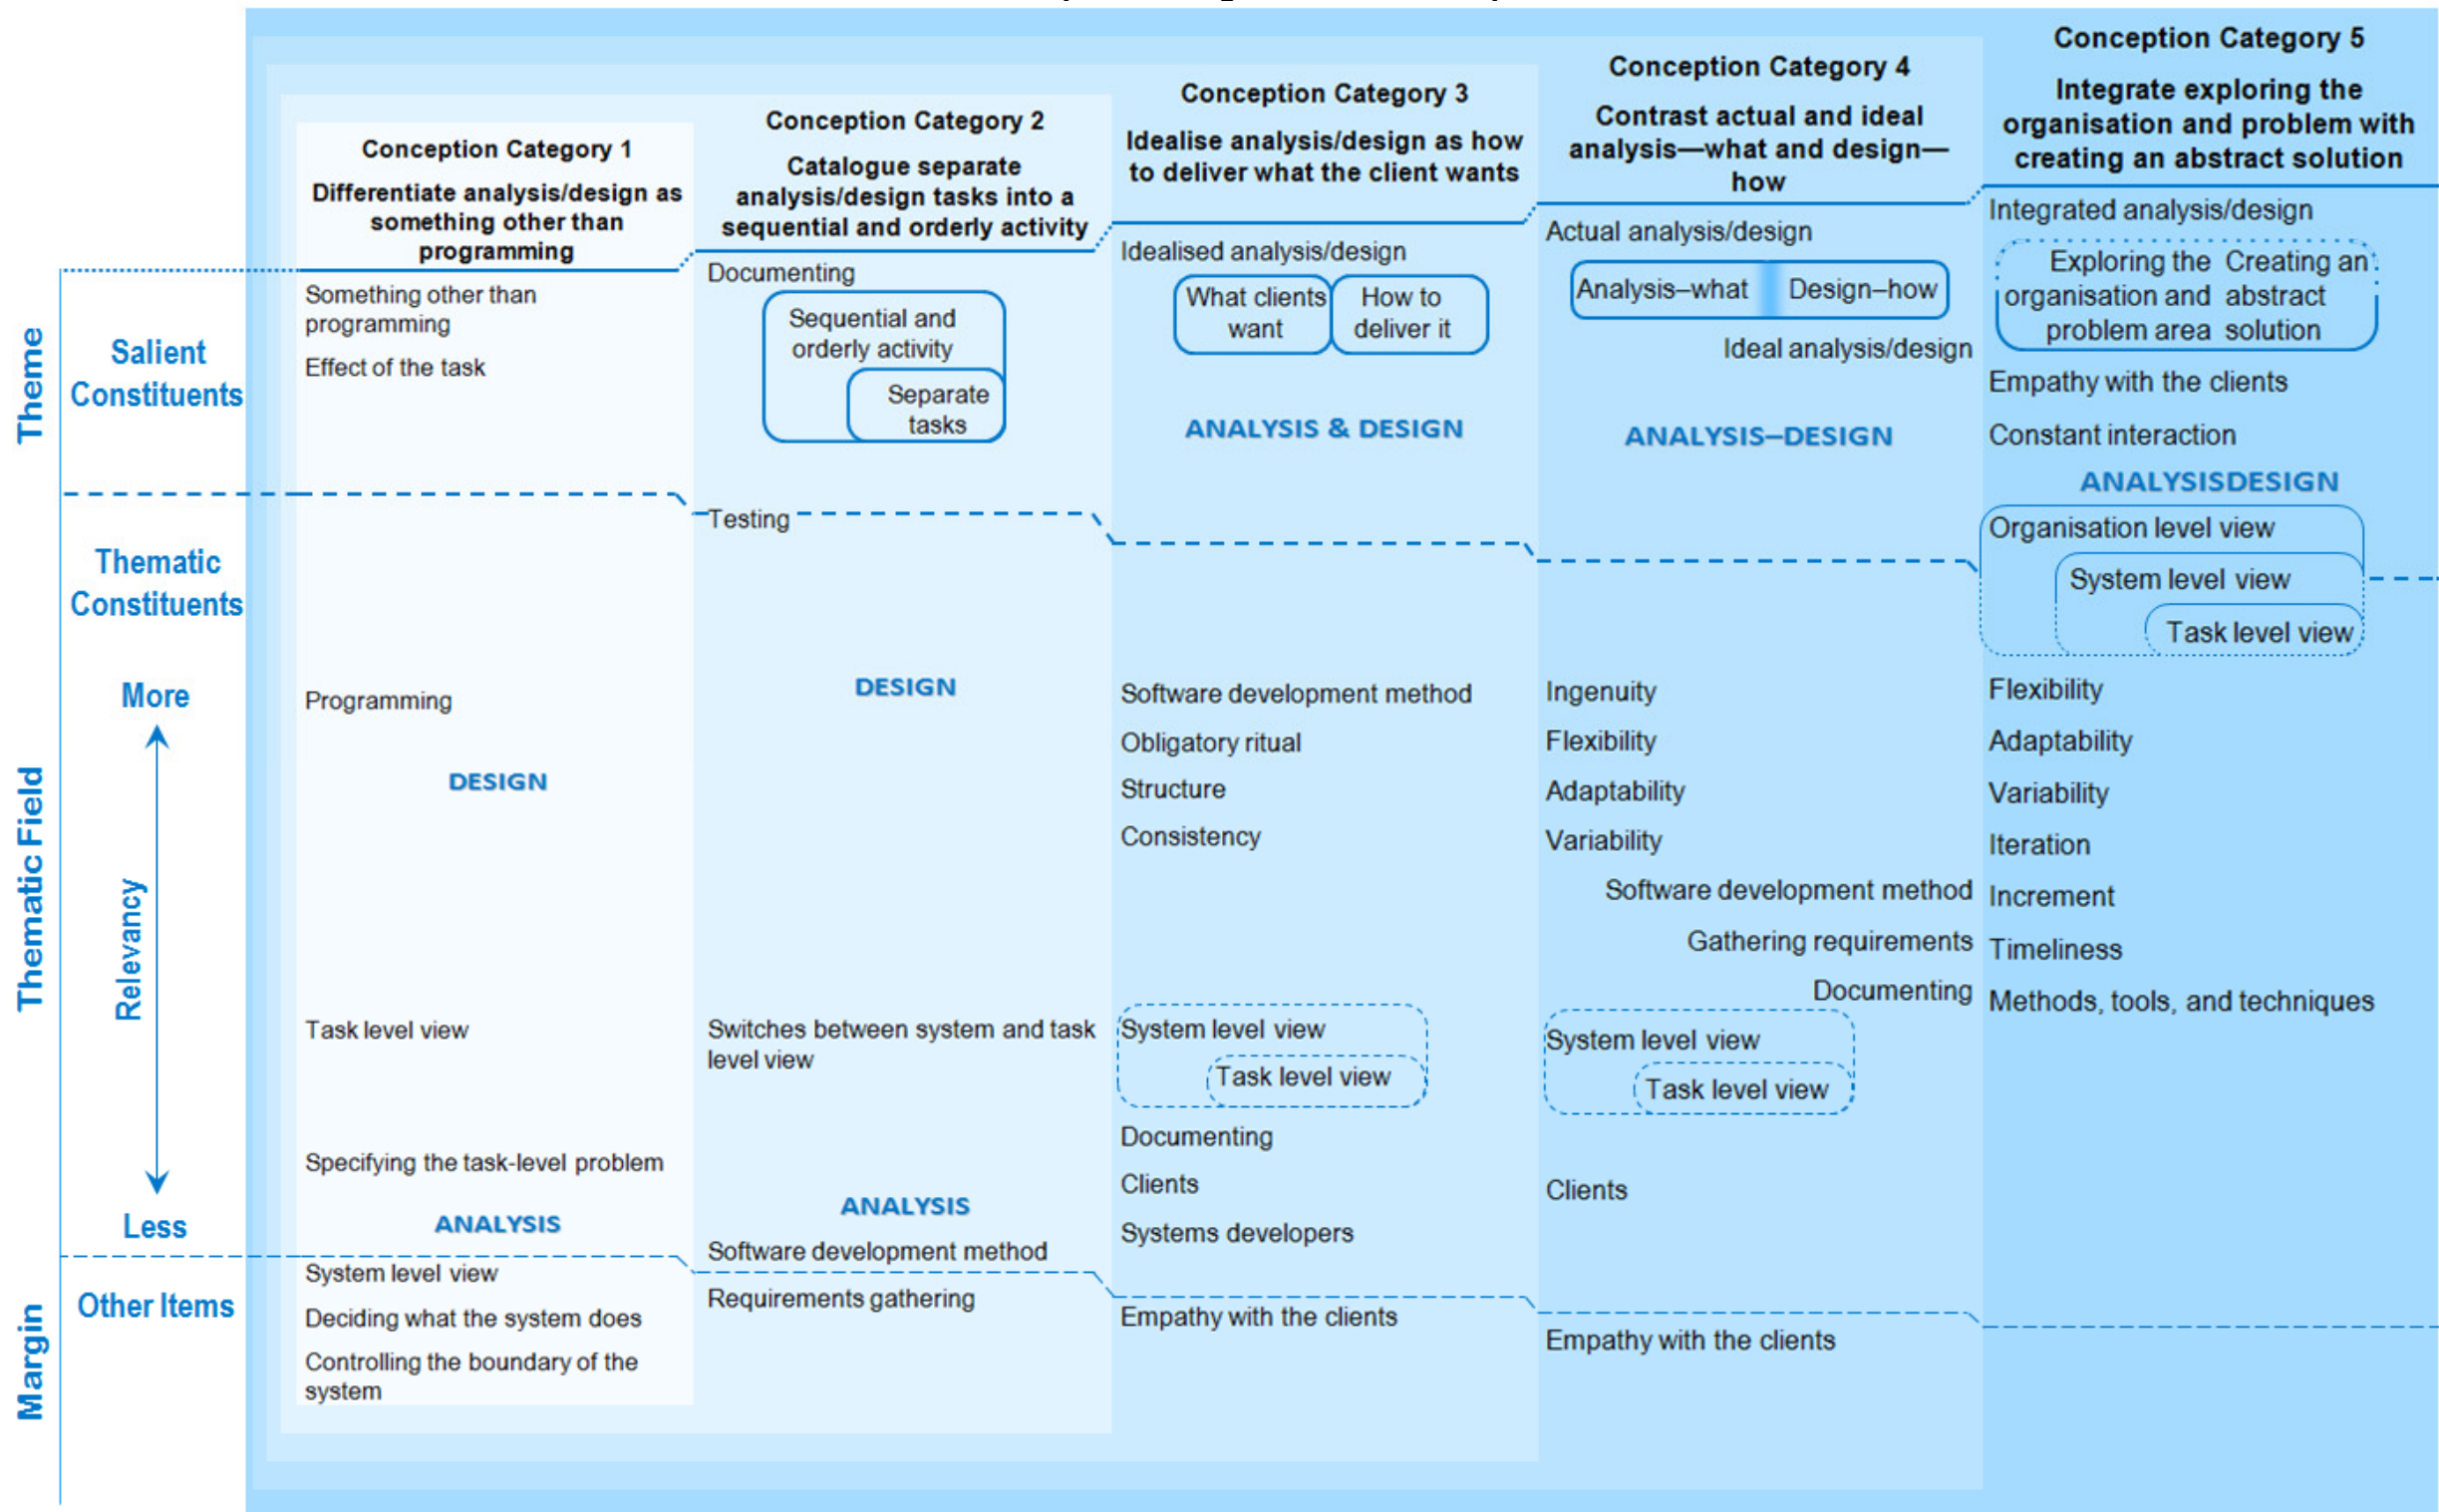 Conception Category 1
Differentiate analysis/design as
something other than
programming
Conception Category 2
Catalogue separate
analysis/design tasks into a
sequential and orderly activity
Conception Category 3
Idealise analysis/design as how
to deliver what the client wants
Conception Category 4
Contrast actual and ideal
analysis—what and design—
how
Conception Category 5
Integrate exploring the
organisation and problem with
creating an abstract solution
Theme
Salient
Constituents
Thematic Field
Thematic
Constituents
More
Relevancy
Less
Margin
Other Items
Something other than
programming
Effect of the task
Programming
DESIGN
Task level view
Specifying the task-level problem
ANALYSIS
System level view
Deciding what the system does
Controlling the boundary of the
system
Documenting
Sequential and
orderly activity
Separate
tasks
Testing
DESIGN
Switches between system and task
level view
ANALYSIS
Software development method
Requirements gathering
Idealised analysis/design
What clients
want
How to
deliver it
ANALYSIS & DESIGN
Software development method
Obligatory ritual
Structure
Consistency
System level view
Task level view
Documenting
Clients
Systems developers
Empathy with the clients
Actual analysis/design
Analysis–what
Design–how
Ideal analysis/design
ANALYSIS–DESIGN
Ingenuity
Flexibility
Adaptability
Variability
Software development method
Gathering requirements
Documenting
System level view
Task level view
Clients
Empathy with the clients
Integrated analysis/design
Exploring the
organisation and
problem area
Creating an
abstract
solution
Empathy with the clients
Constant interaction
ANALYSISDESIGN
Organisation level view
System level view
Task level view
Flexibility
Adaptability
Variability
Iteration
Increment
Timeliness
Methods, tools, and techniques